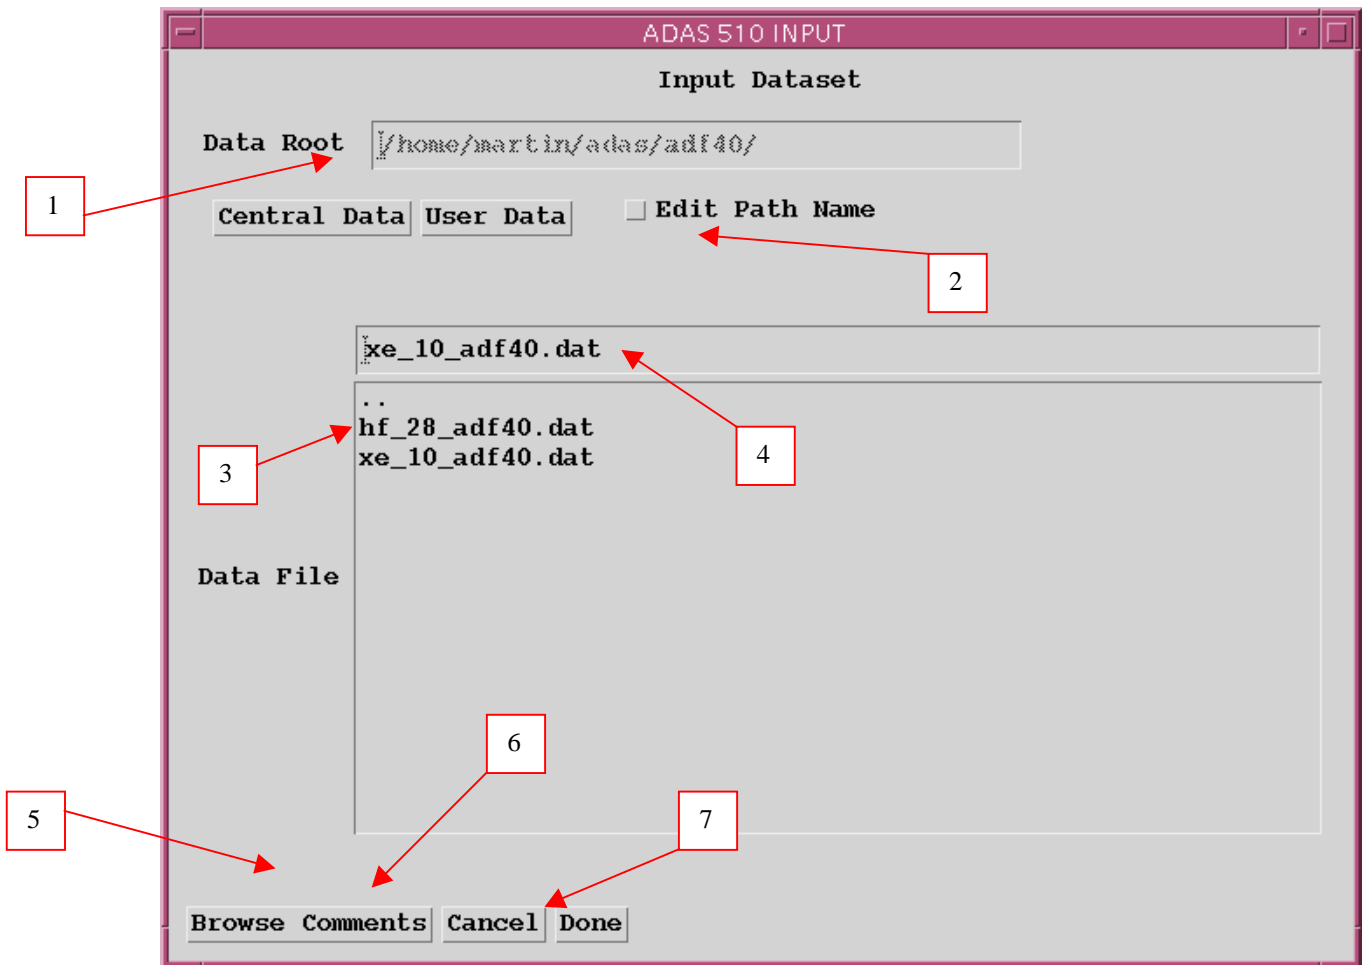 ADAS 510 INPUT
Input Dataset
Data Root /home/martin/adas/adf40/
1
Central Data User Data Edit Path Name
2
xe_10_adf40.dat
..
hf_28_adf40.dat
xe_10_adf40.dat
3
4
Data File
6
5
7
Browse Comments Cancel Done